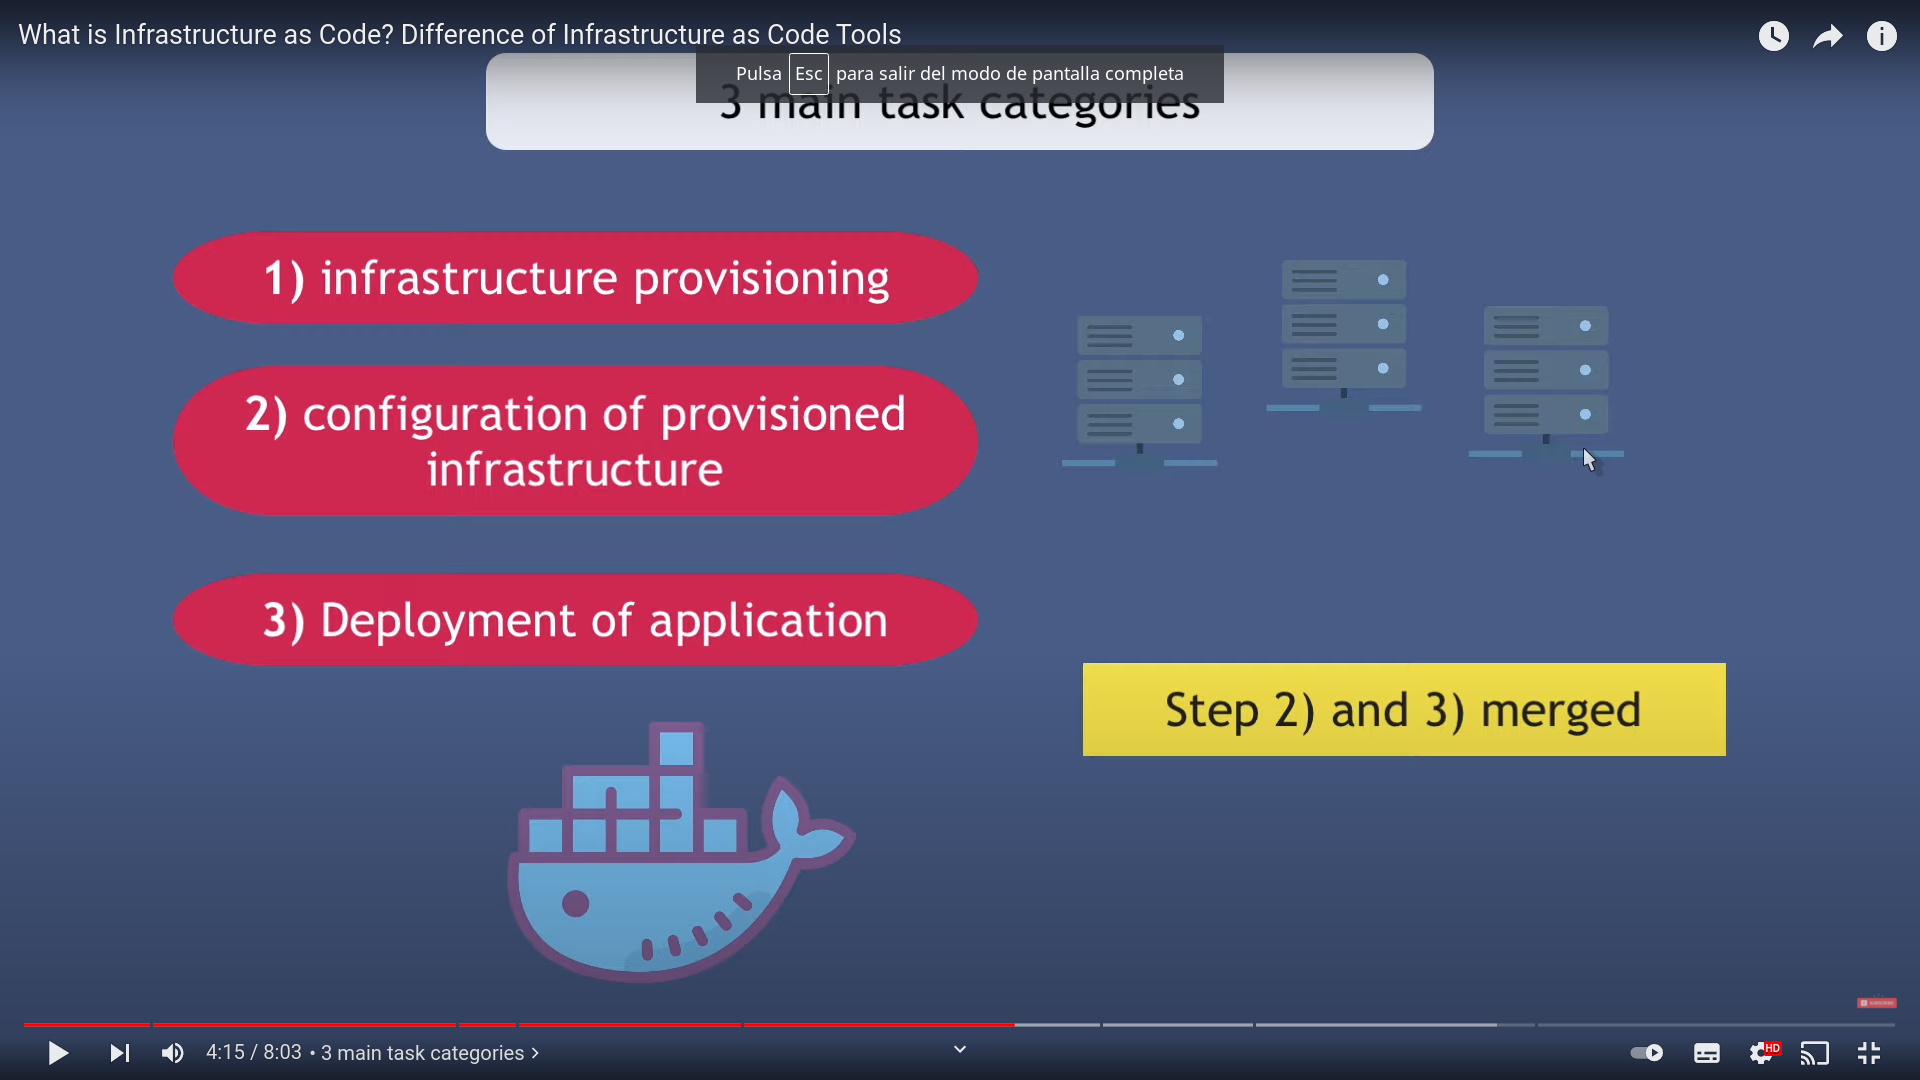 What is Infrastructure as Code? Difference of Infrastructure as Code Tools
Pulsa Esc para salir del modo de pantalla completa
3 main task categories
1) infrastructure provisioning
2) configuration of provisioned
infrastructure
3) Deployment of application
Step 2) and 3) merged
4:15 / 8:03 • 3 main task categories
HD